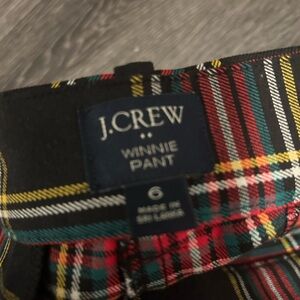 J.CREW
WINNIE
PANT
6
MADE IN
SRI LANKA